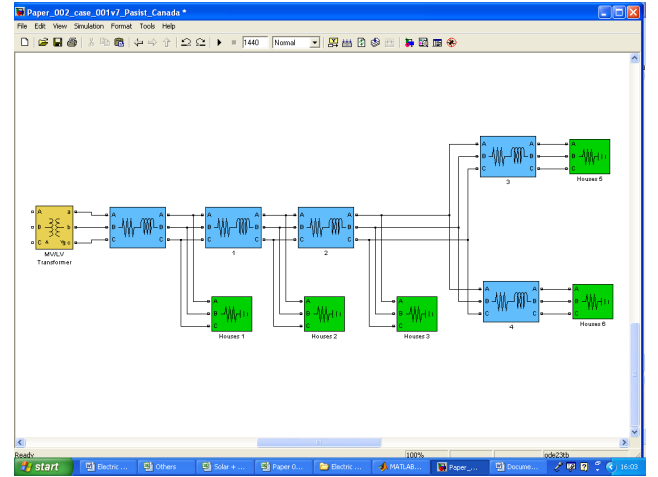 Paper_002_case_001v7_Pasist_Canada *
File Edit View Simulation Format Tools Help
1440 Normal
A A
B B
C C
3
A
B
C
Houses 5
A a
B b
C c
A Yg
MV/LV
Transformer
A A
B B
C C
A A
B B
C C
1
A A
B B
C C
2
A A
B B
C C
4
A
B
C
Houses 6
A
B
C
Houses 1
A
B
C
Houses 2
A
B
C
Houses 3
Ready 100% ode23tb
start Electric ... Others Solar + ... Paper 0... Electric ... MATLAB... Paper_... Docume... 16:03